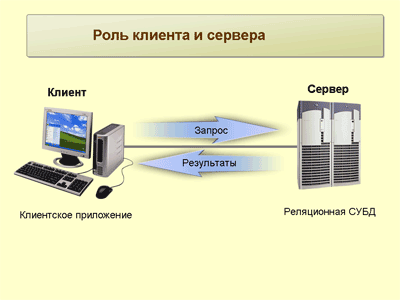 Роль клиента и сервера
Клиент
Сервер
Запрос
Результаты
Клиентское приложение
Реляционная СУБД